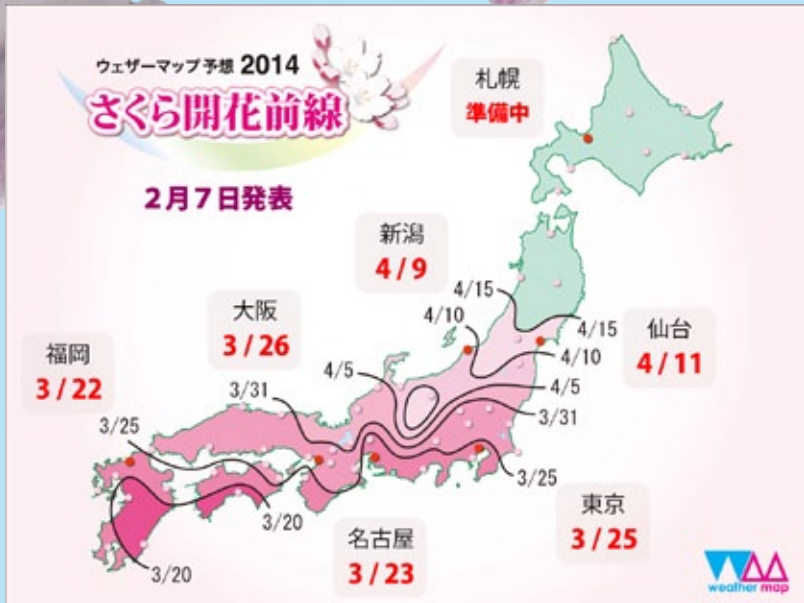 ウェザーマップ予想 2014
さくら開花前線
2月7日発表
札幌
準備中
新潟
4/9
大阪
3/26
福岡
3/22
仙台
4/11
東京
3/25
名古屋
3/23
4/15
4/15
4/10
4/10
4/5
4/5
3/31
3/31
3/25
3/25
3/20
3/20
weather map